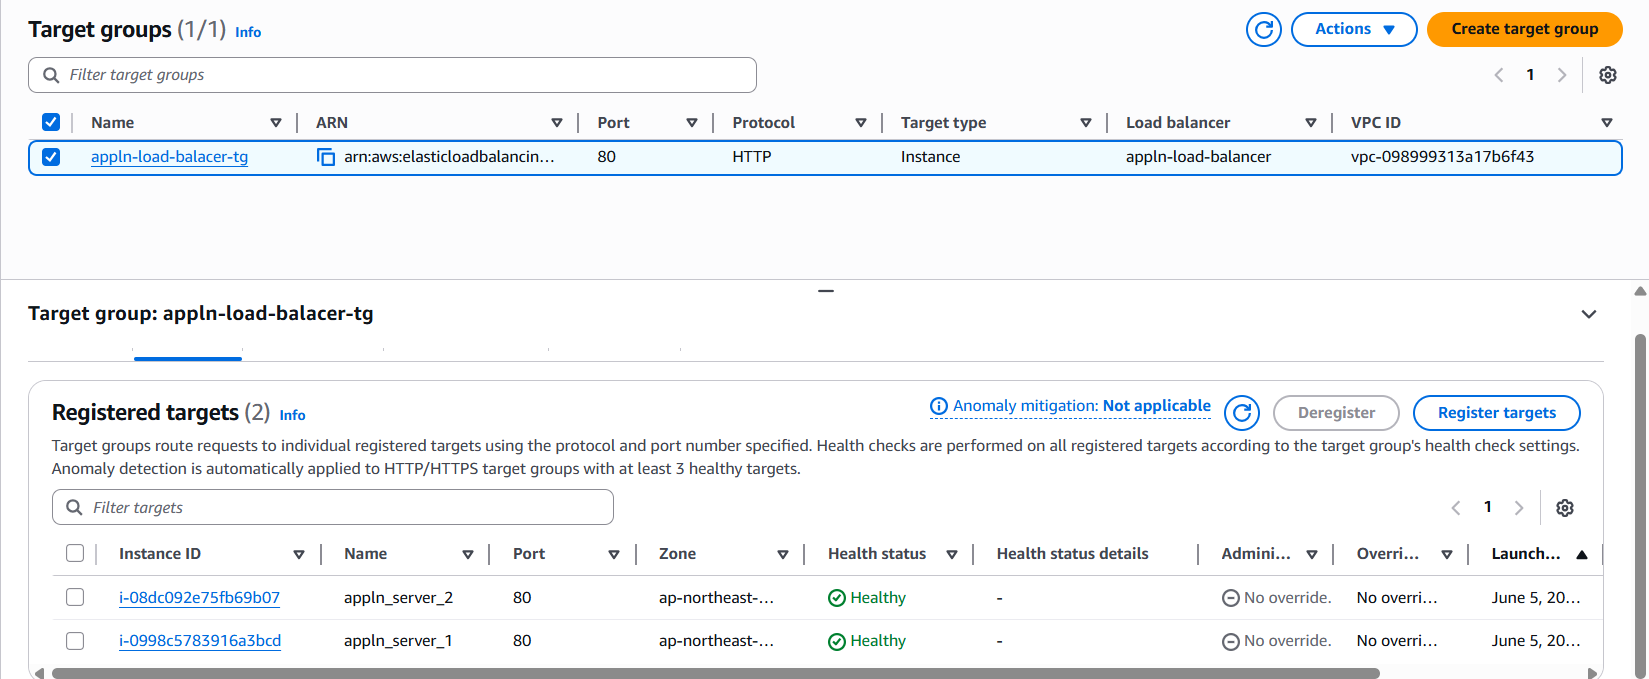 Target groups (1/1) Info
Actions
Create target group
Filter target groups
1
Name ARN Port Protocol Target type Load balancer VPC ID
appln-load-balacer-tg arn:aws:elasticloadbalancin... 80 HTTP Instance appln-load-balancer vpc-098999313a17b6f43
Target group: appln-load-balacer-tg
Registered targets (2) Info
Anomaly mitigation: Not applicable
Deregister
Register targets
Target groups route requests to individual registered targets using the protocol and port number specified. Health checks are performed on all registered targets according to the target group's health check settings.
Anomaly detection is automatically applied to HTTP/HTTPS target groups with at least 3 healthy targets.
Filter targets
1
Instance ID Name Port Zone Health status Health status details Admini... Overri... Launch...
i-08dc092e75fb69b07 appln_server_2 80 ap-northeast-... Healthy - No override. No overri... June 5, 20...
i-0998c5783916a3bcd appln_server_1 80 ap-northeast-... Healthy - No override. No overri... June 5, 20...